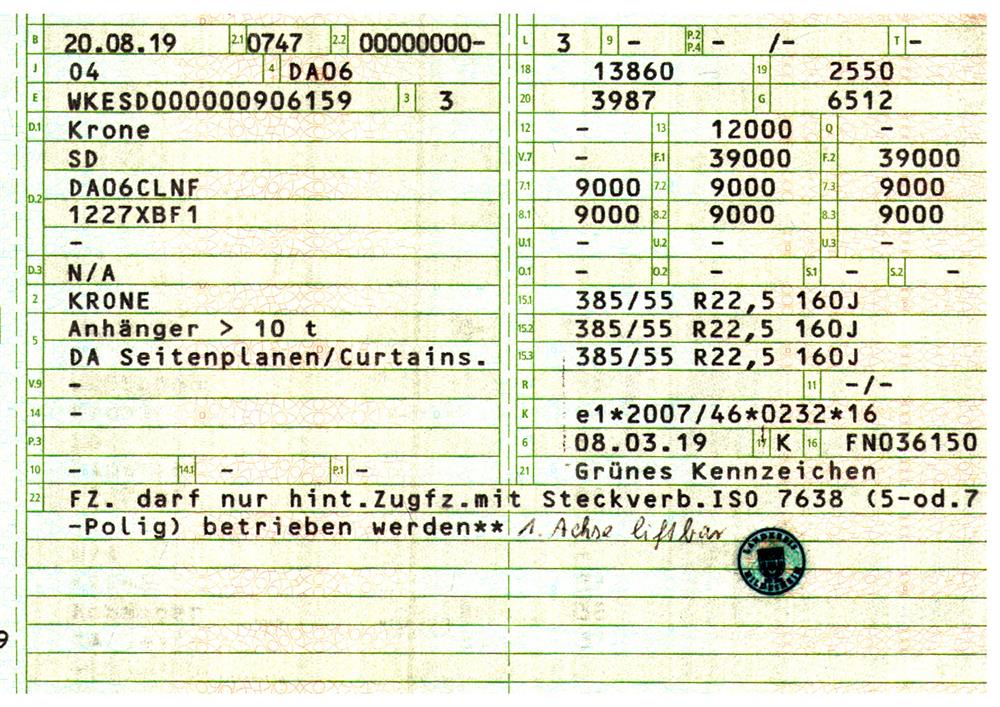 B 20.08.19 2.1 0747 2.2 00000000- L 3 9 - P.2 P.4 - /- T -
J 04 4 DA06 18 13860 19 2550
E WKESD000000906159 3 3 20 3987 G 6512
D.1 Krone 12 - 13 12000 Q -
SD V.7 - F.1 39000 F.2 39000
D.2 DA06CLNF 7.1 9000 7.2 9000 7.3 9000
1227XBF1 8.1 9000 8.2 9000 8.3 9000
- U.1 - U.2 - U.3 -
D.3 N/A O.1 - O.2 - S.1 - S.2 -
2 KRONE 15.1 385/55 R22,5 160J
5 Anhänger > 10 t 15.2 385/55 R22,5 160J
DA Seitenplanen/Curtains. 15.3 385/55 R22,5 160J
V.9 - R 11 -/-
14 - K e1*2007/46*0232*16
P.3 6 08.03.19 17 K 16 FN036150
10 - 14.1 - P.1 - 21 Grünes Kennzeichen
22 FZ. darf nur hint.Zugfz.mit Steckverb.ISO 7638 (5-od.7
-Polig) betrieben werden** 1. Achse liftbar
LANDKREIS
HILDESHEIM
9